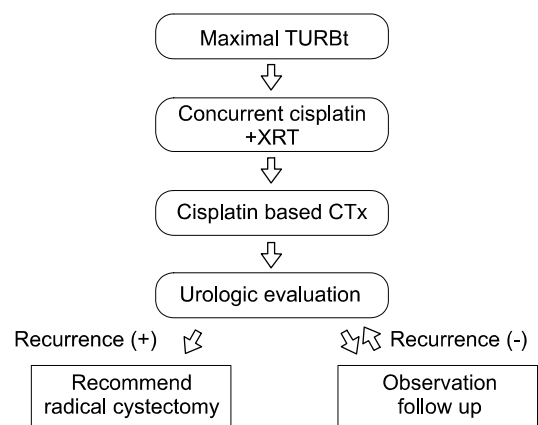 Maximal TURBt
Concurrent cisplatin
+XRT
Cisplatin based CTx
Urologic evaluation
Recurrence (+)
Recurrence (-)
Recommend
radical cystectomy
Observation
follow up